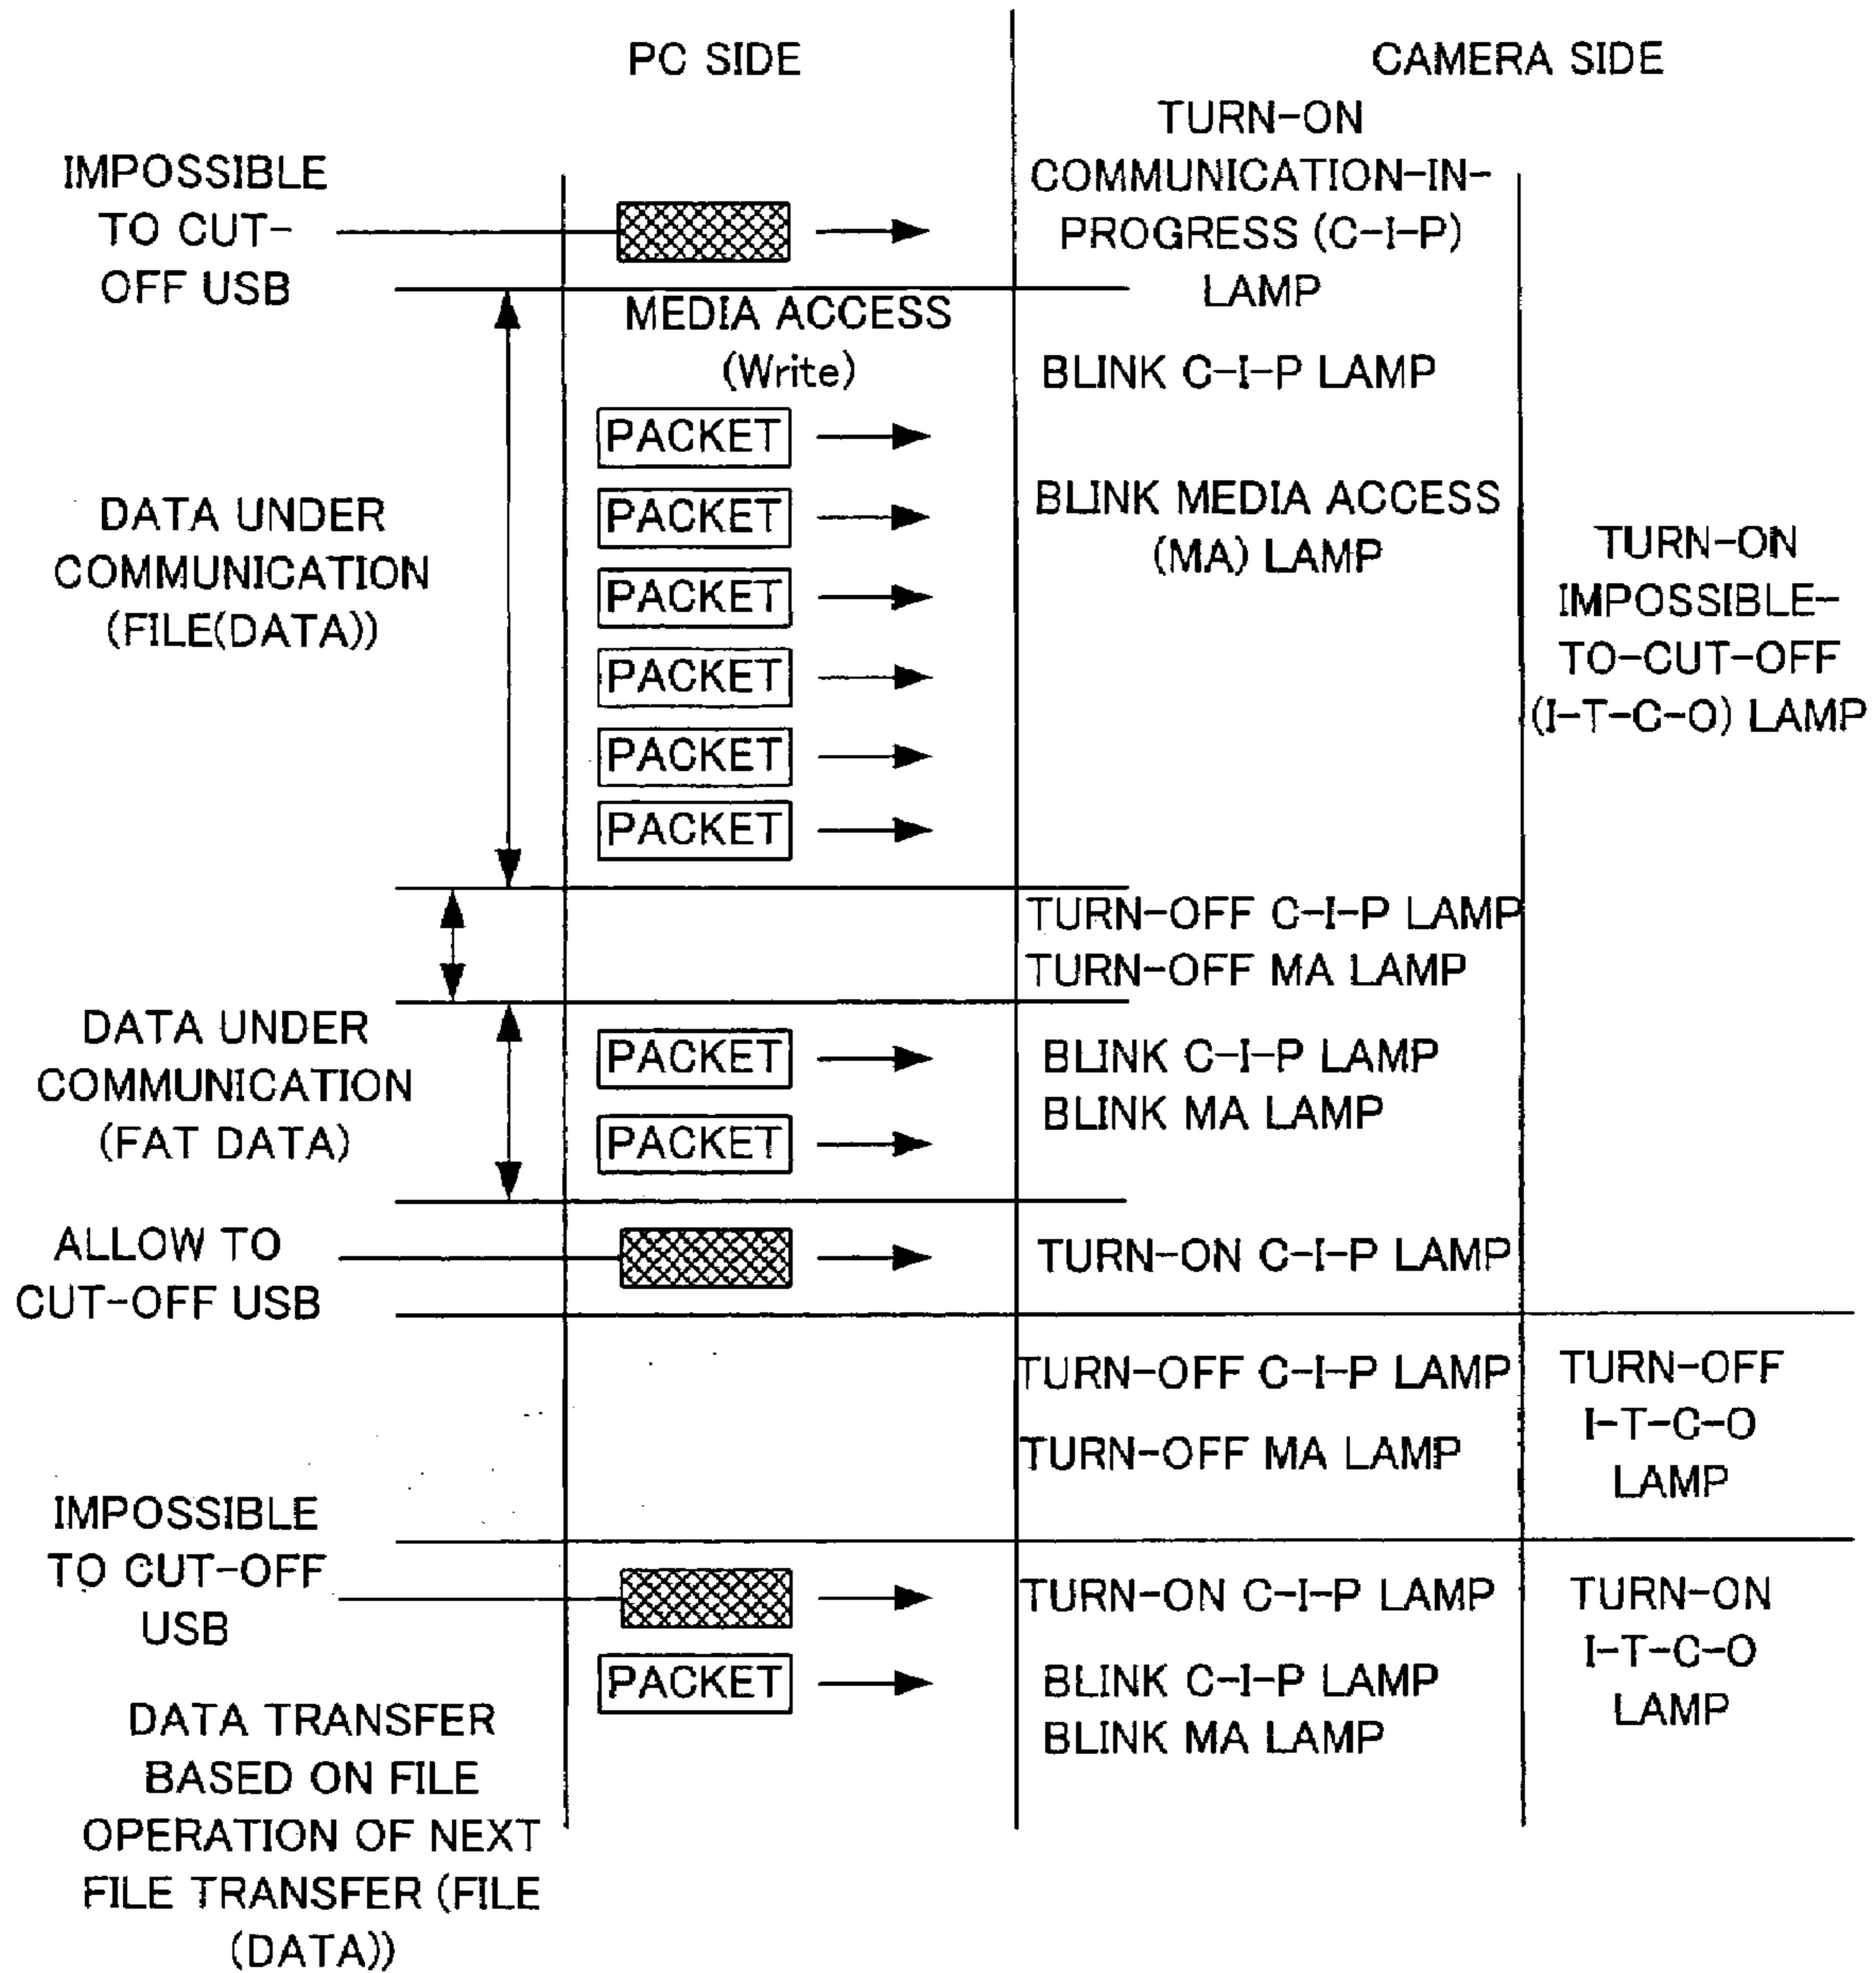 PC SIDE
CAMERA SIDE
IMPOSSIBLE
TO CUT-
OFF USB
TURN-ON
COMMUNICATION-IN-
PROGRESS (C-I-P)
LAMP
MEDIA ACCESS
(Write)
BLINK C-I-P LAMP
DATA UNDER
COMMUNICATION
(FILE(DATA))
PACKET
PACKET
PACKET
PACKET
PACKET
PACKET
BLINK MEDIA ACCESS
(MA) LAMP
TURN-ON
IMPOSSIBLE-
TO-CUT-OFF
(I-T-C-O) LAMP
TURN-OFF C-I-P LAMP
TURN-OFF MA LAMP
DATA UNDER
COMMUNICATION
(FAT DATA)
PACKET
PACKET
BLINK C-I-P LAMP
BLINK MA LAMP
ALLOW TO
CUT-OFF USB
TURN-ON C-I-P LAMP
TURN-OFF C-I-P LAMP
TURN-OFF MA LAMP
TURN-OFF
I-T-C-O
LAMP
IMPOSSIBLE
TO CUT-OFF
USB
TURN-ON C-I-P LAMP
TURN-ON
I-T-C-O
LAMP
PACKET
BLINK C-I-P LAMP
BLINK MA LAMP
DATA TRANSFER
BASED ON FILE
OPERATION OF NEXT
FILE TRANSFER (FILE
(DATA))